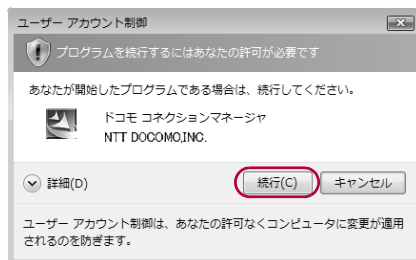 ユーザー アカウント制御
プログラムを続行するにはあなたの許可が必要です
あなたが開始したプログラムである場合は、続行してください。
ドコモ コネクションマネージャ
NTT DOCOMO,INC.
詳細(D)
続行(C)
キャンセル
ユーザー アカウント制御は、あなたの許可なくコンピュータに変更が適用
されるのを防ぎます。